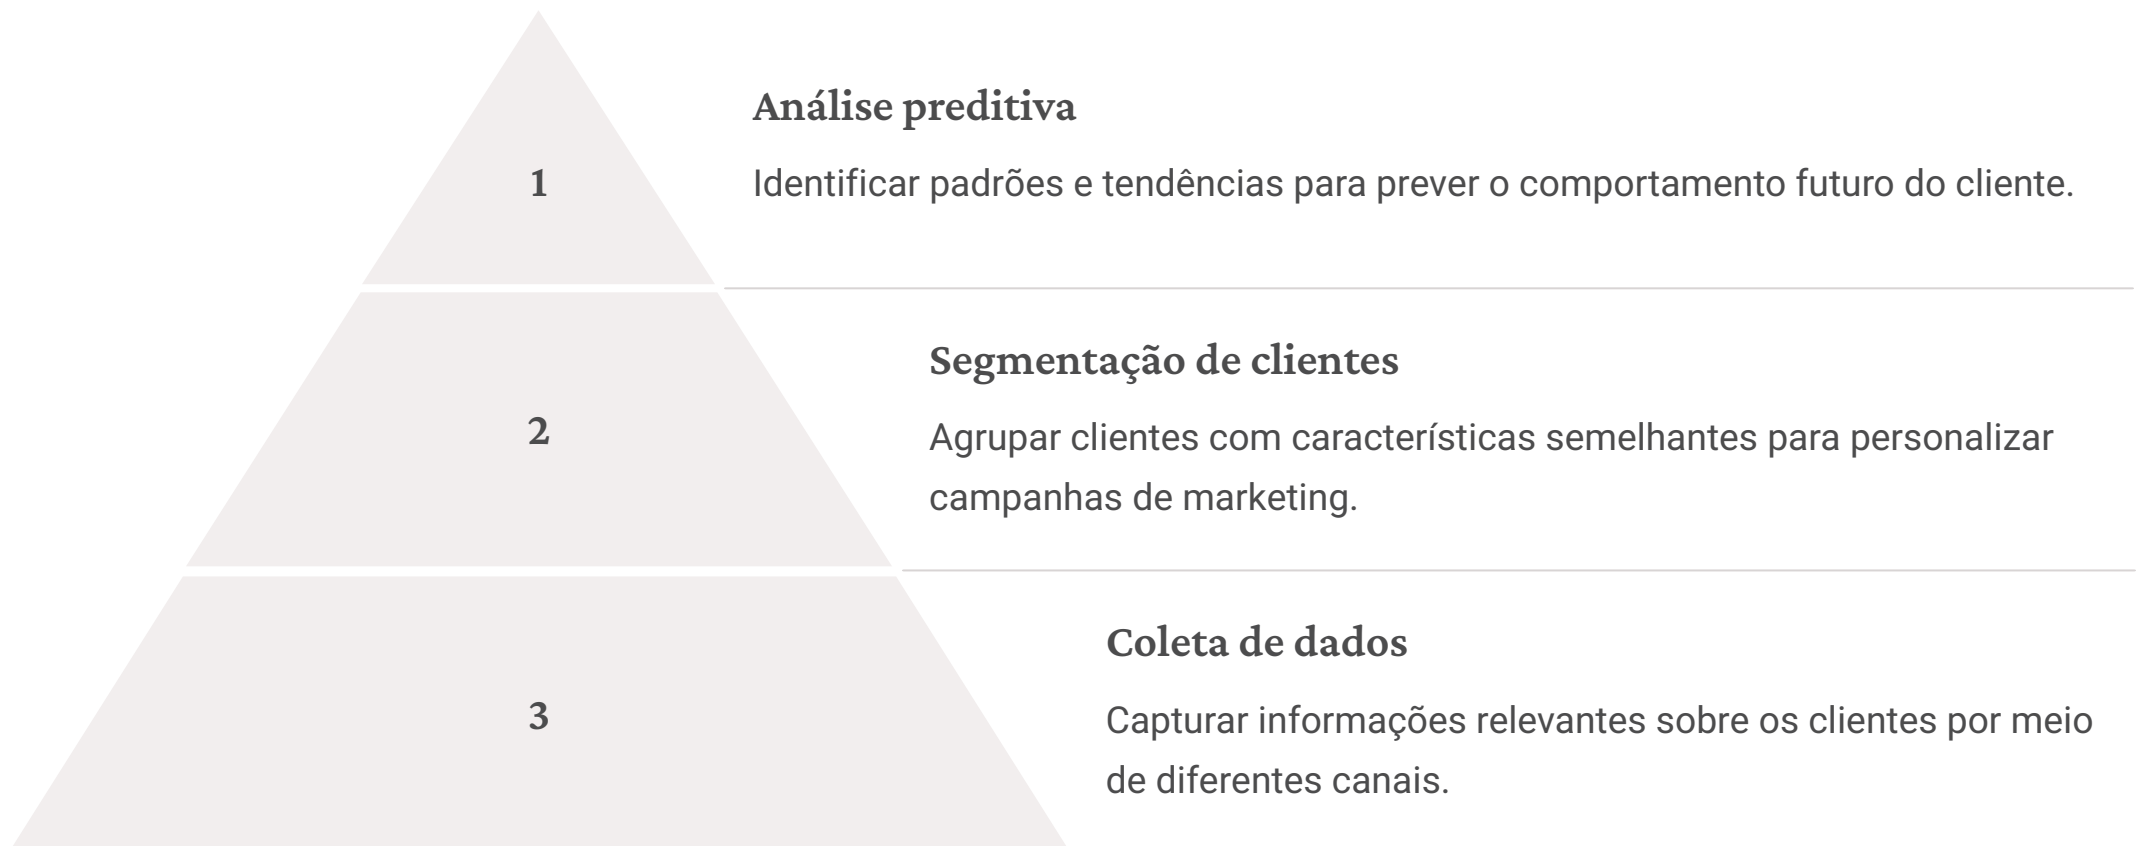 1
Análise preditiva
Identificar padrões e tendências para prever o comportamento futuro do cliente.
2
Segmentação de clientes
Agrupar clientes com características semelhantes para personalizar
campanhas de marketing.
3
Coleta de dados
Capturar informações relevantes sobre os clientes por meio
de diferentes canais.